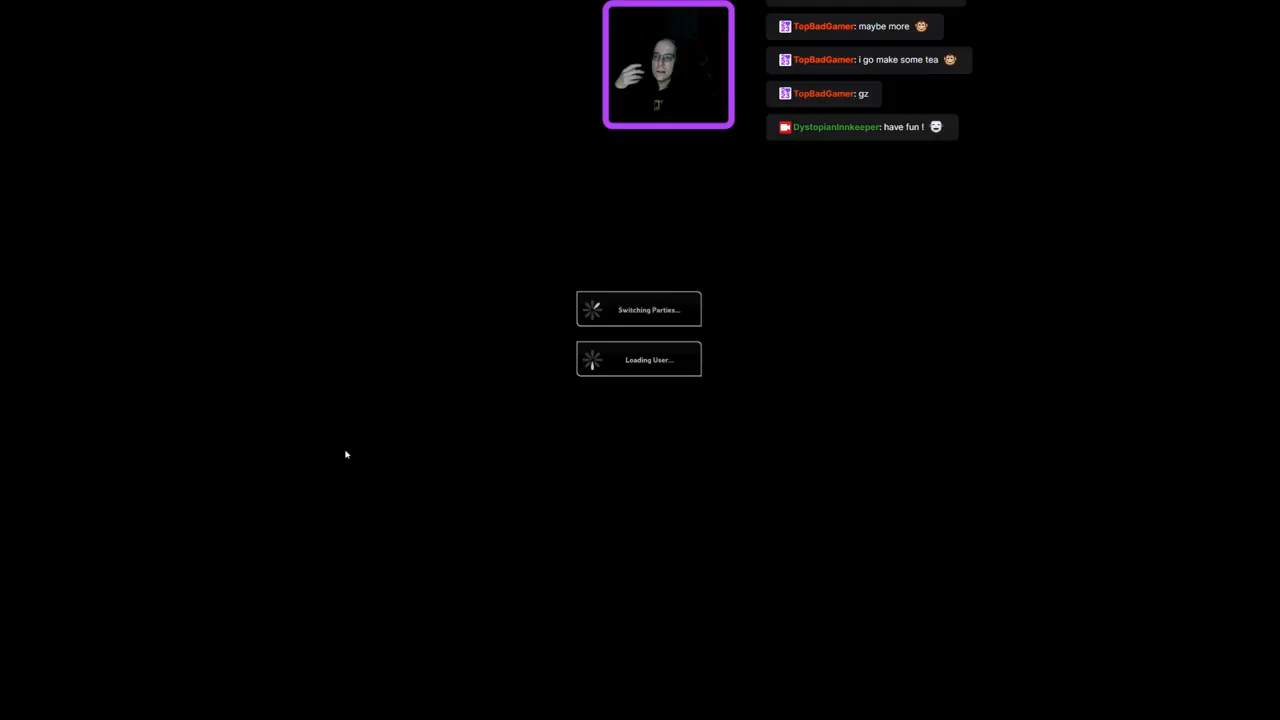 TopBadGamer: maybe more
TopBadGamer: i go make some tea
TopBadGamer: gz
DystopianInnkeeper: have fun !
Switching Parties...
Loading User...